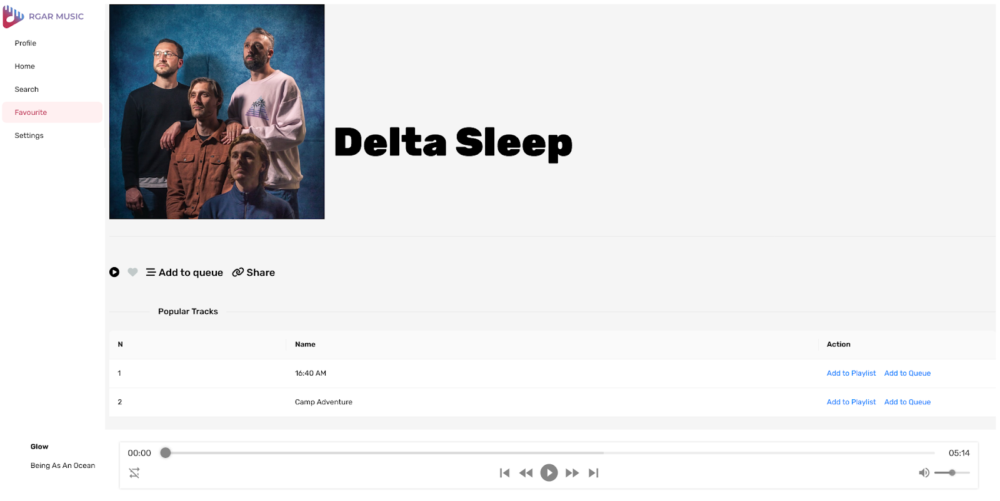 RGAR MUSIC
Profile
Home
Search
Favourite
Settings
Delta Sleep
Add to queue Share
Popular Tracks
N Name Action
1 16:40 AM Add to Playlist Add to Queue
2 Camp Adventure Add to Playlist Add to Queue
Glow
Being As An Ocean
00:00 05:14